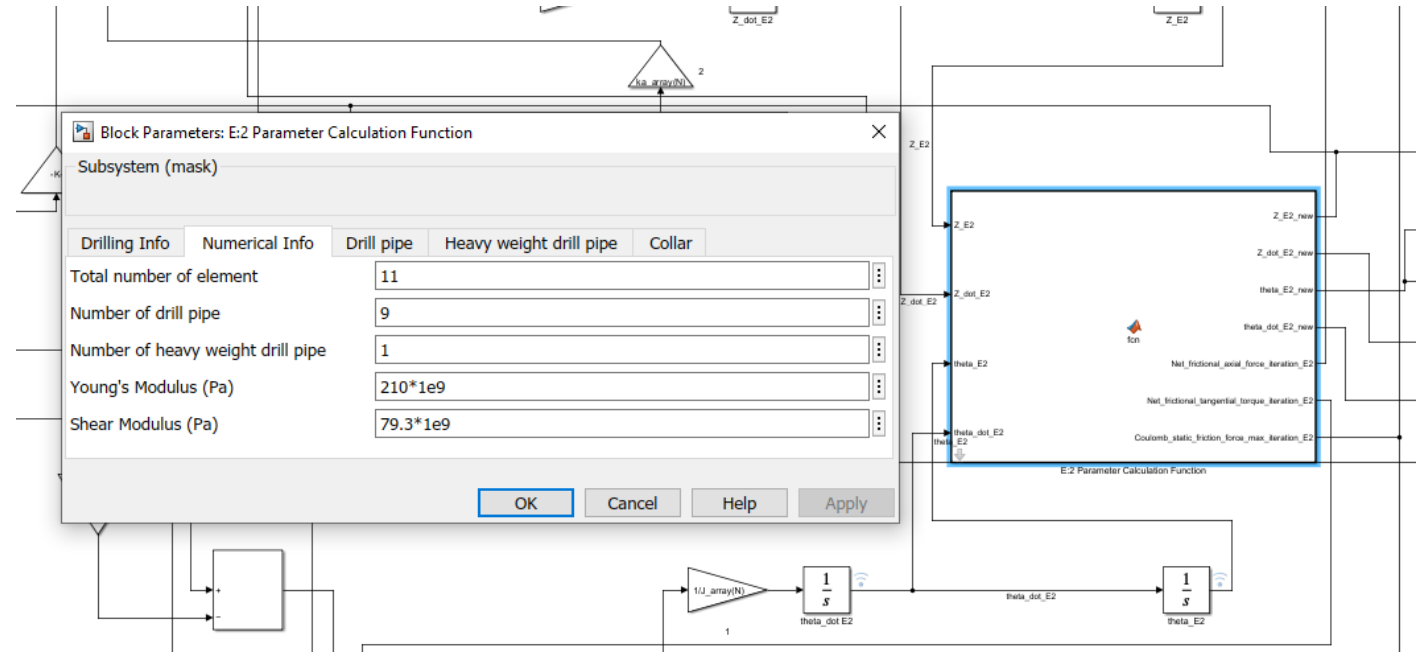 Z_dot_E2
Z_E2
ka_array(N)
2
Block Parameters: E:2 Parameter Calculation Function
Subsystem (mask)
Drilling Info
Numerical Info
Drill pipe
Heavy weight drill pipe
Collar
Total number of element
11
Number of drill pipe
9
Number of heavy weight drill pipe
1
Young's Modulus (Pa)
210*1e9
Shear Modulus (Pa)
79.3*1e9
OK
Cancel
Help
Apply
Z_E2
Z_dot_E2
Z_E2
Z_dot_E2
theta_E2
theta_dot_E2
theta_E2
fcn
Z_E2_new
Z_dot_E2_new
theta_E2_new
theta_dot_E2_new
Net_frictional_axial_force_iteration_E2
Net_frictional_tangential_torque_iteration_E2
Coulomb_static_friction_force_max_iteration_E2
E:2 Parameter Calculation Function
+
−
1/J_array(N)
1
1
s
theta_dot E2
theta_dot_E2
1
s
theta_E2